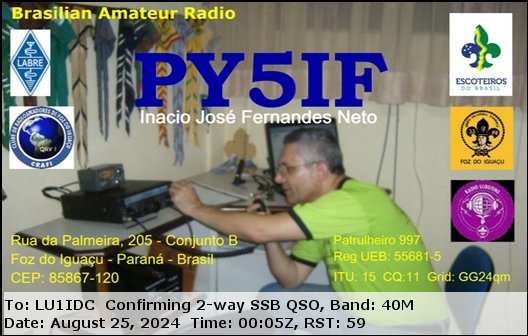 Brasilian Amateur Radio
LABRE
PY5IF
Inacio José Fernandes Neto
ESCOTEIROS
DO BRASIL
QRV !
CRAFI
FOZ DO IGUAÇU
RADIO SCOUTING
Rua da Palmeira, 205 - Conjunto B
Foz do Iguaçu - Paraná - Brasil
CEP: 85867-120
Patrulheiro 997
Reg UEB: 55681-5
ITU: 15 CQ:11 Grid: GG24qm
To: LU1IDC Confirming 2-way SSB QSO, Band: 40M
Date: August 25, 2024 Time: 00:05Z, RST: 59